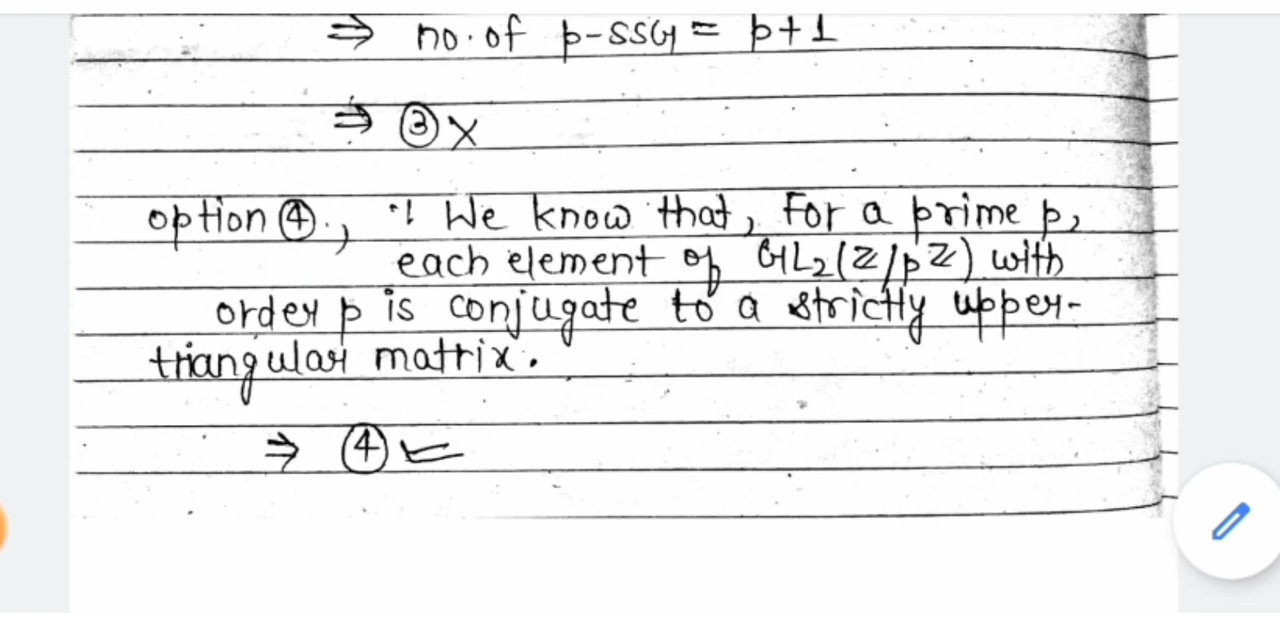 ⇒ no. of p-SSG = p+1
⇒ ③ ×
option ④., ∵ We know that, For a prime p,
each element of GL₂(Z/pZ) with
order p is conjugate to a strictly upper-
triangular matrix.
⇒ ④ ✓